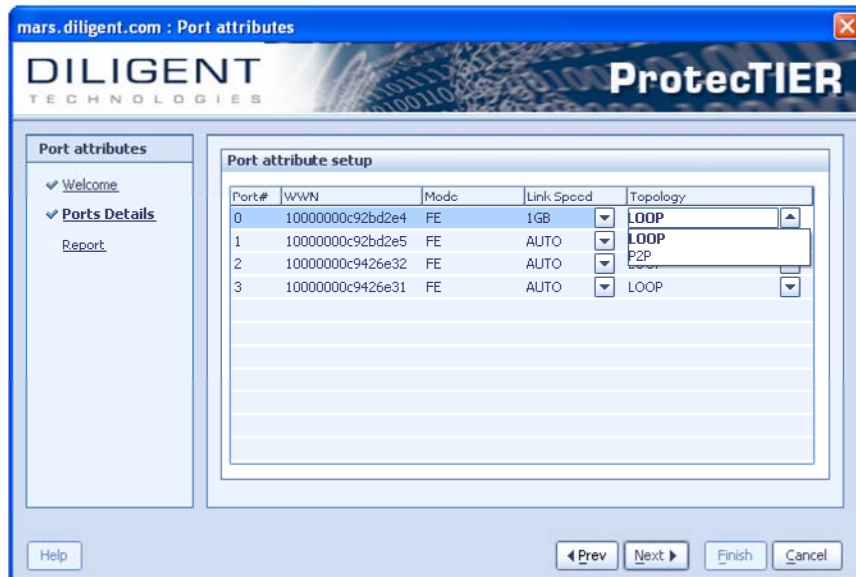 mars.diligent.com : Port attributes
DILIGENT
TECHNOLOGIES
ProtecTIER
Port attributes
Welcome
Ports Details
Report
Port attribute setup
Port# WWN Mode Link Speed Topology
0 10000000c92bd2e4 FE 1GB LOOP
1 10000000c92bd2e5 FE AUTO LOOP
P2P
2 10000000c9426e32 FE AUTO
3 10000000c9426e31 FE AUTO LOOP
Help
Prev Next Finish Cancel